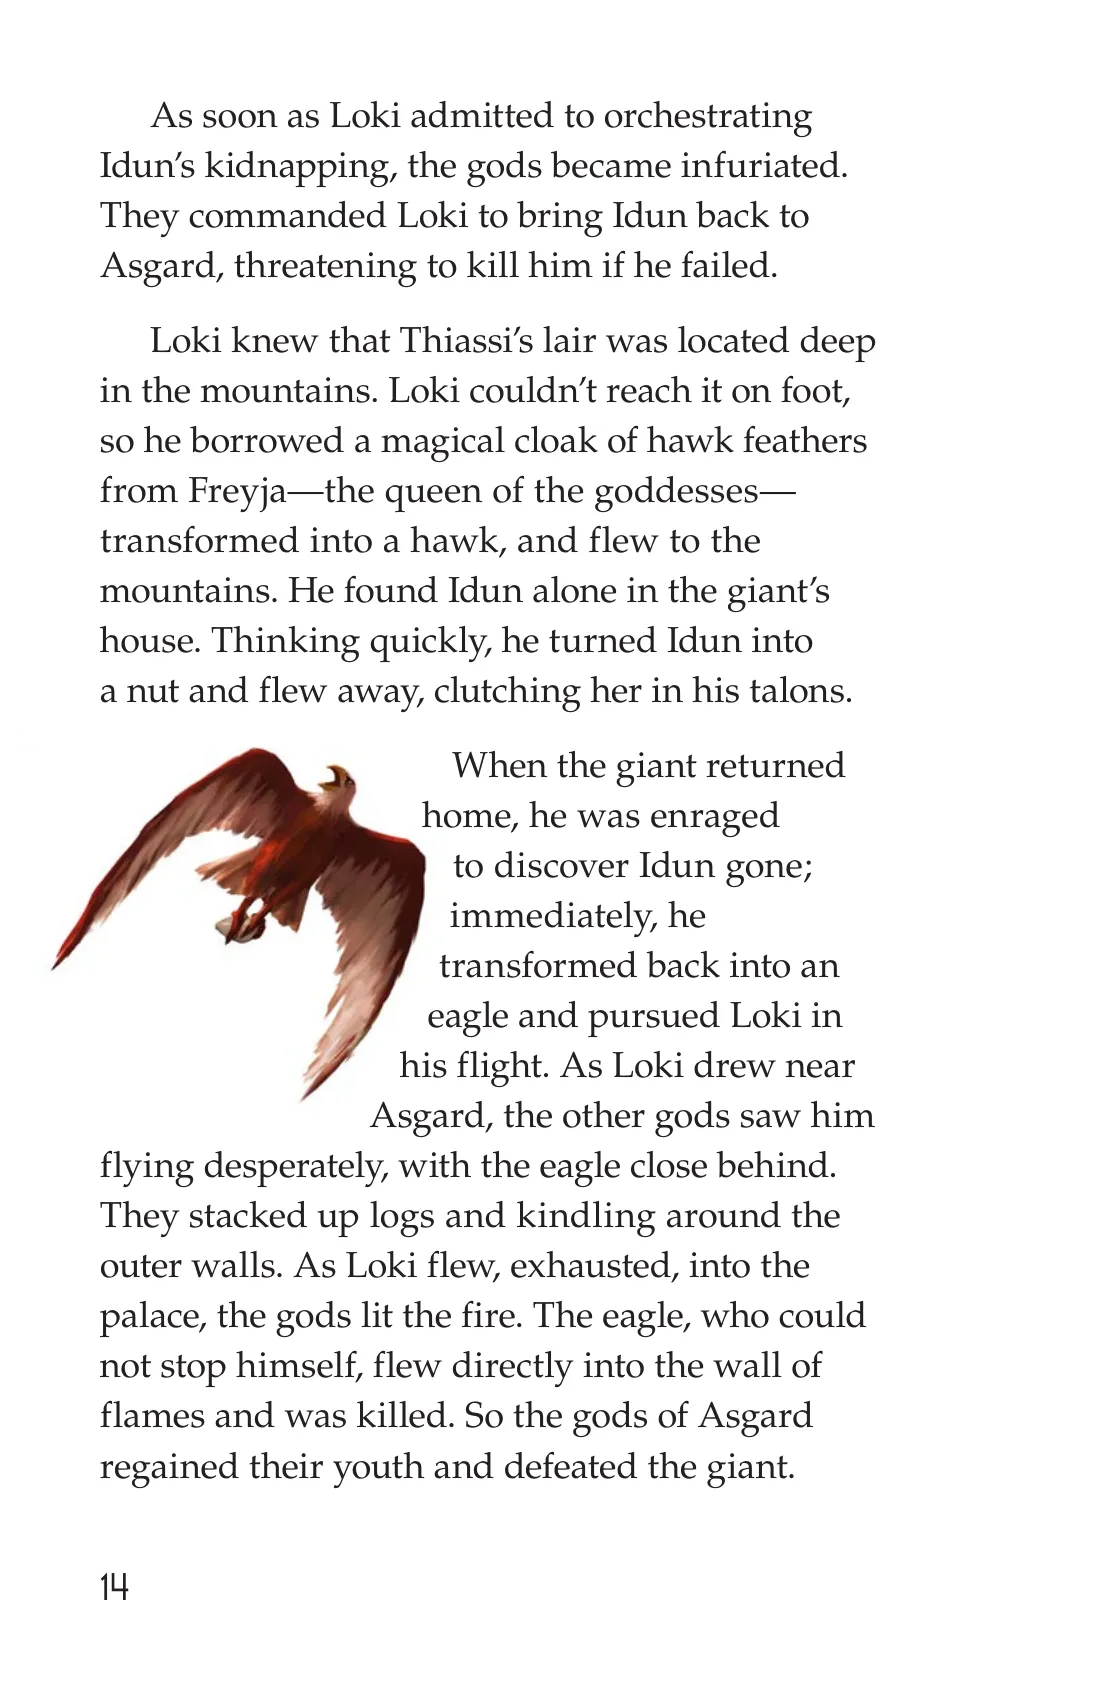 As soon as Loki admitted to orchestrating
Idun’s kidnapping, the gods became infuriated.
They commanded Loki to bring Idun back to
Asgard, threatening to kill him if he failed.
Loki knew that Thiassi’s lair was located deep
in the mountains. Loki couldn’t reach it on foot,
so he borrowed a magical cloak of hawk feathers
from Freyja—the queen of the goddesses—
transformed into a hawk, and flew to the
mountains. He found Idun alone in the giant’s
house. Thinking quickly, he turned Idun into
a nut and flew away, clutching her in his talons.
When the giant returned
home, he was enraged
to discover Idun gone;
immediately, he
transformed back into an
eagle and pursued Loki in
his flight. As Loki drew near
Asgard, the other gods saw him
flying desperately, with the eagle close behind.
They stacked up logs and kindling around the
outer walls. As Loki flew, exhausted, into the
palace, the gods lit the fire. The eagle, who could
not stop himself, flew directly into the wall of
flames and was killed. So the gods of Asgard
regained their youth and defeated the giant.
14